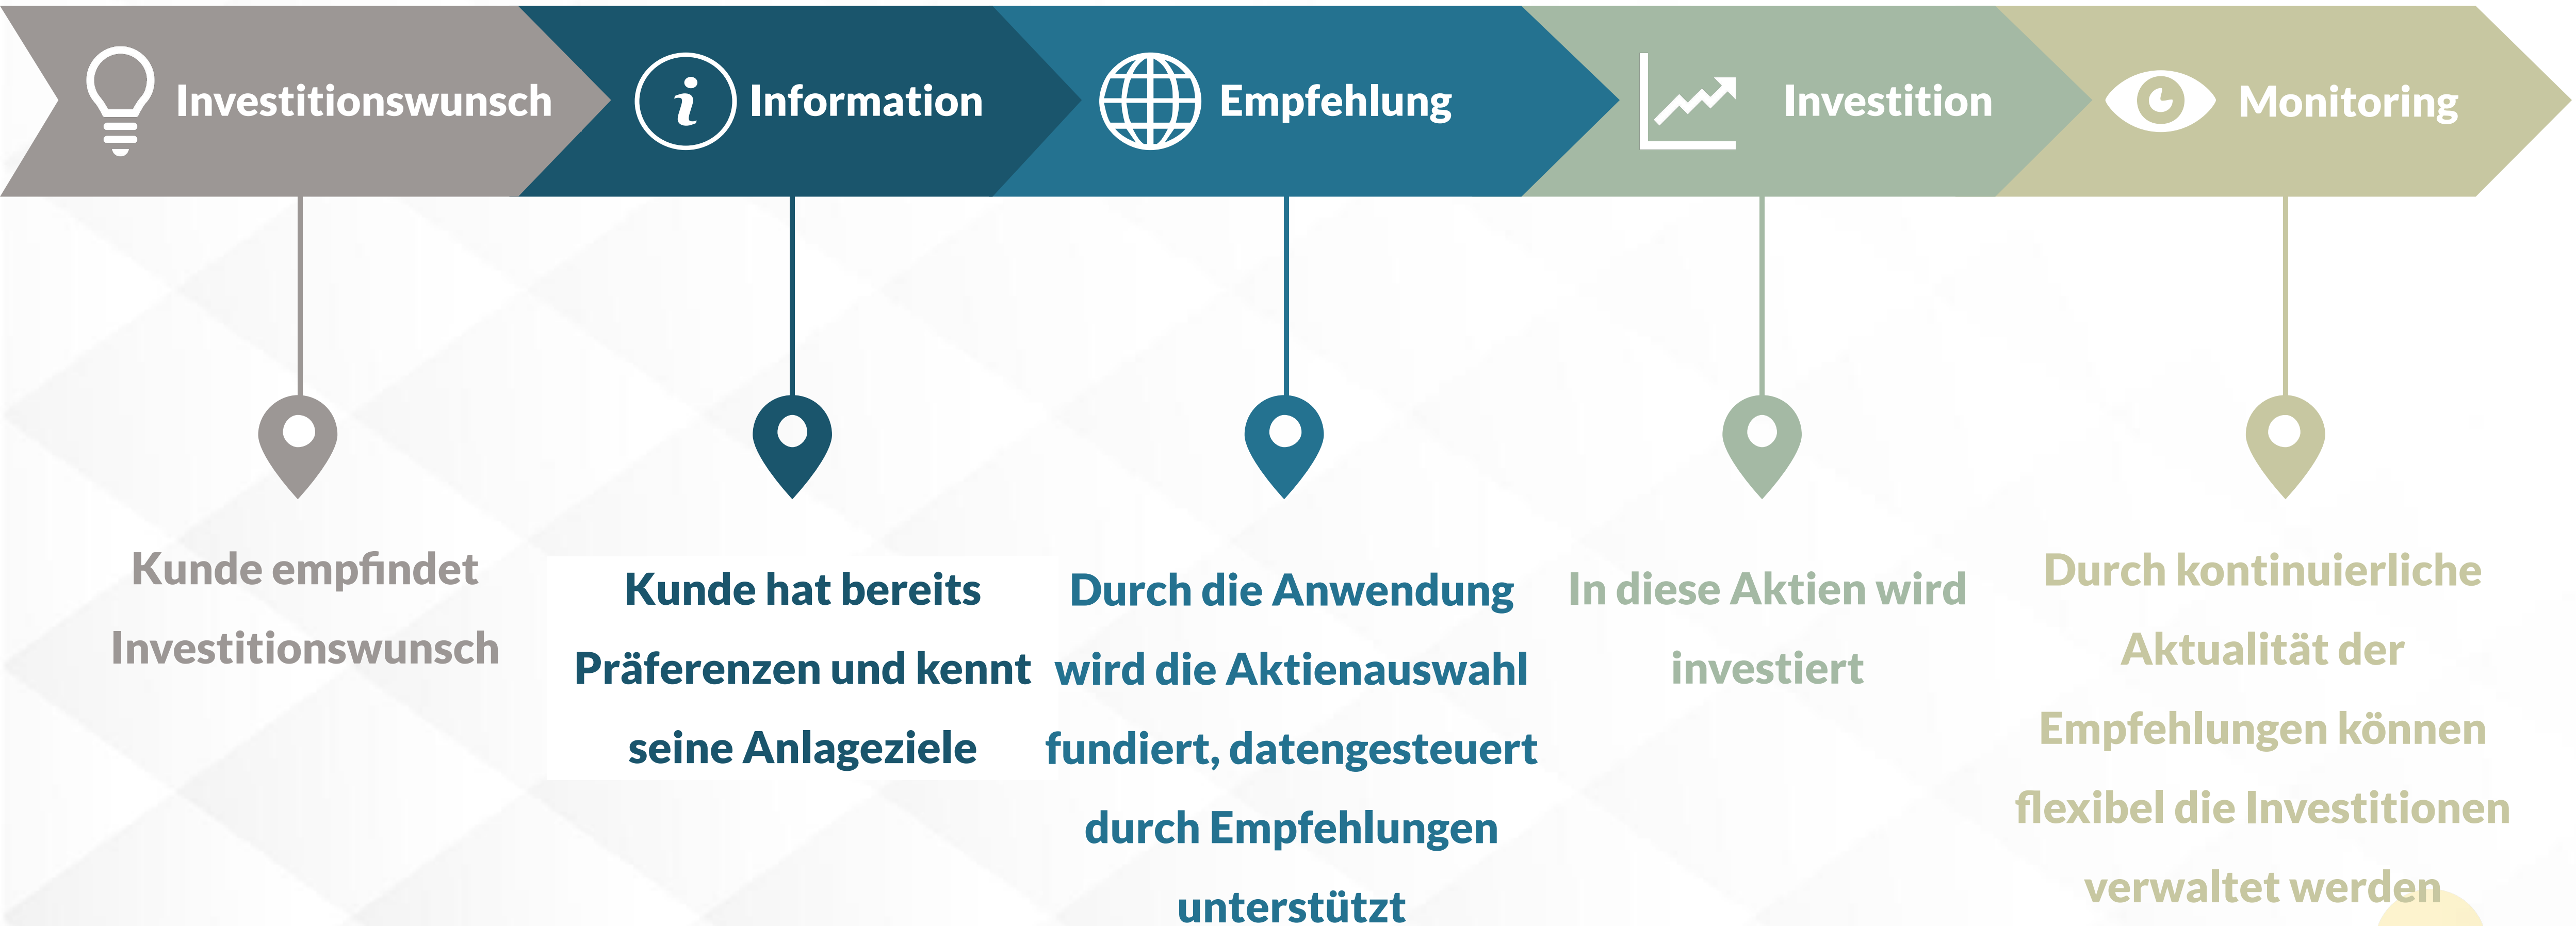 Investitionswunsch
Information
Empfehlung
Investition
Monitoring
Kunde empfindet
Investitionswunsch
Kunde hat bereits
Präferenzen und kennt
seine Anlageziele
Durch die Anwendung
wird die Aktienauswahl
fundiert, datengesteuert
durch Empfehlungen
unterstützt
In diese Aktien wird
investiert
Durch kontinuierliche
Aktualität der
Empfehlungen können
flexibel die Investitionen
verwaltet werden